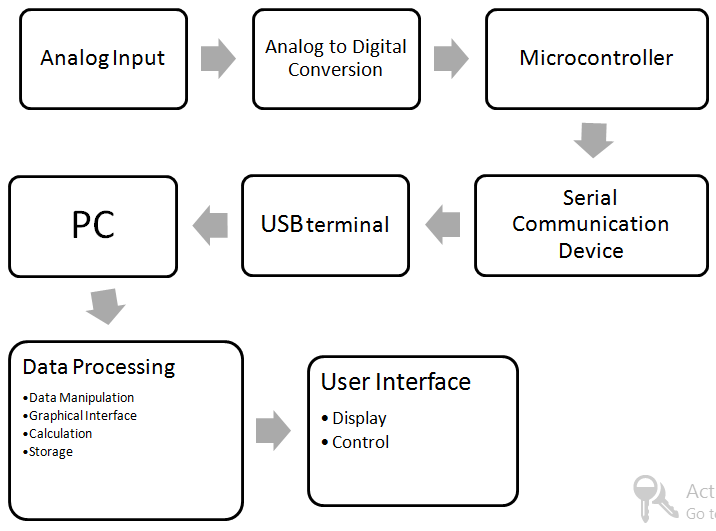 Analog Input
Analog to Digital
Conversion
Microcontroller
PC
USB terminal
Serial
Communication
Device
Data Processing
•Data Manipulation
•Graphical Interface
•Calculation
•Storage
User Interface
• Display
• Control
Act
Go to